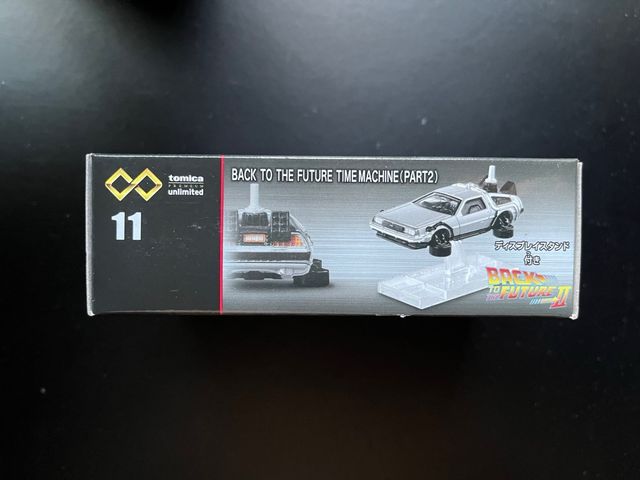 tomica
PREMIUM
unlimited
11
BACK TO THE FUTURE TIME MACHINE (PART2)
ディスプレイスタンド
付き
BACK
TO THE
FUTURE II